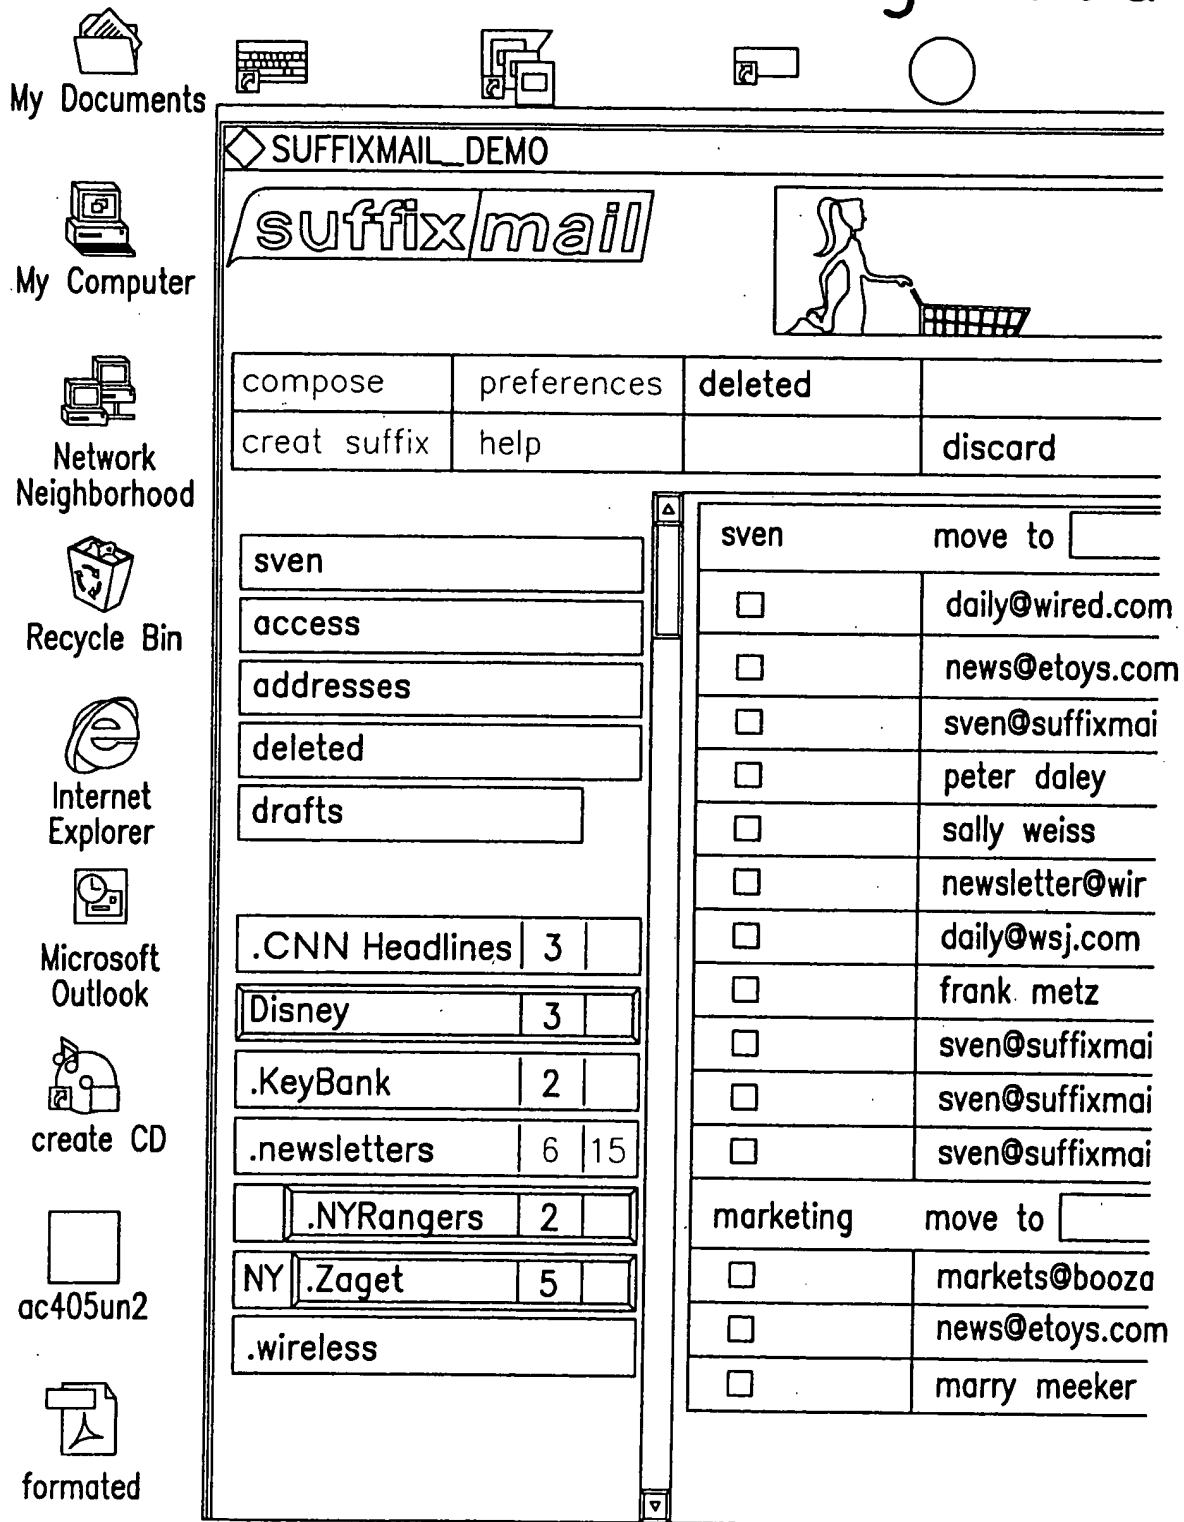 My Documents
My Computer
Network
Neighborhood
Recycle Bin
Internet
Explorer
Microsoft
Outlook
create CD
ac405un2
formated
SUFFIXMAIL_DEMO
suffix mail
compose preferences deleted
creat suffix help discard
sven
access
addresses
deleted
drafts
.CNN Headlines 3
Disney 3
.KeyBank 2
.newsletters 6 15
.NYRangers 2
NY .Zaget 5
.wireless
sven move to
daily@wired.com
news@etoys.com
sven@suffixmai
peter daley
sally weiss
newsletter@wir
daily@wsj.com
frank metz
sven@suffixmai
sven@suffixmai
sven@suffixmai
marketing move to
markets@booza
news@etoys.com
marry meeker